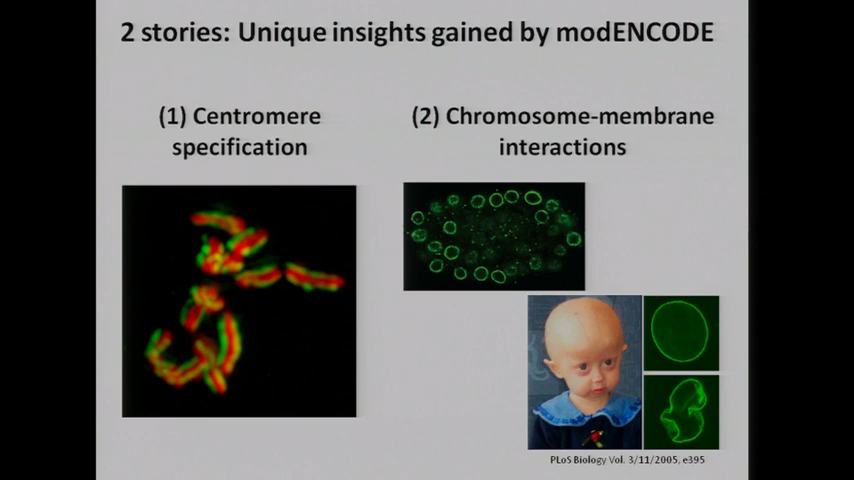 2 stories: Unique insights gained by modENCODE
(1) Centromere
specification
(2) Chromosome-membrane
interactions
PLoS Biology Vol. 3/11/2005, e395